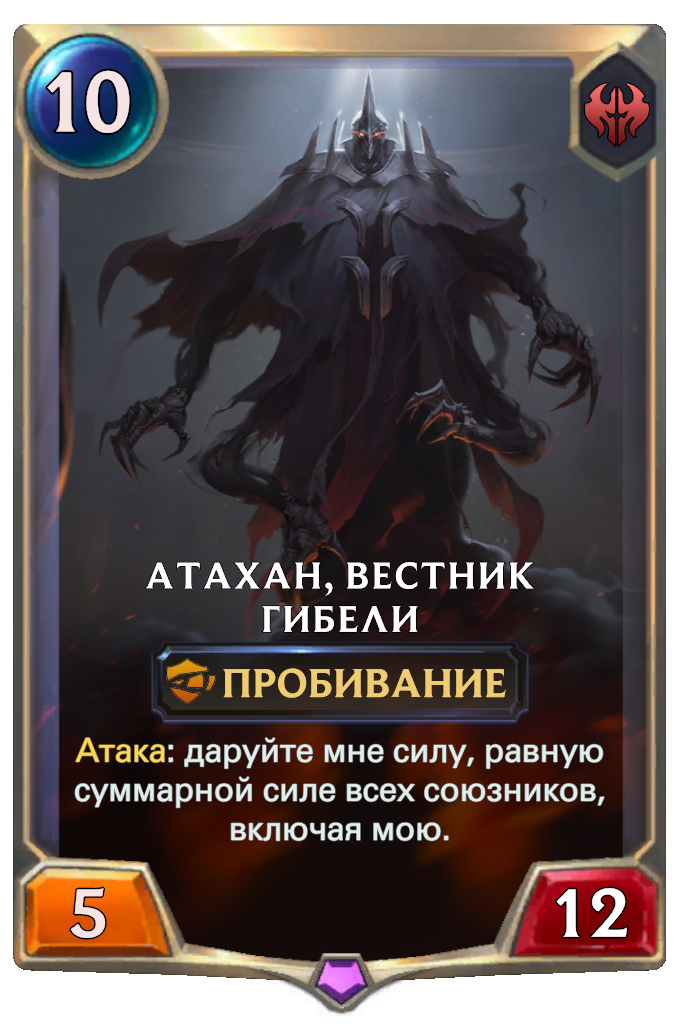 10
АТАХАН, ВЕСТНИК
ГИБЕЛИ
ПРОБИВАНИЕ
Атака: даруйте мне силу, равную
суммарной силе всех союзников,
включая мою.
5
12